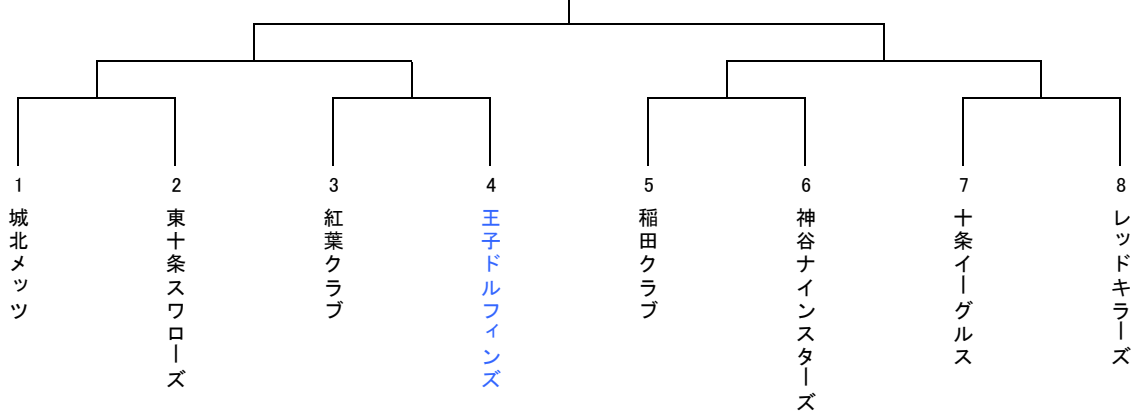 1
城北メッツ
2
東十条スワローズ
3
紅葉クラブ
4
王子ドルフィンズ
5
稲田クラブ
6
神谷ナインスターズ
7
十条イーグルス
8
レッドキラーズ